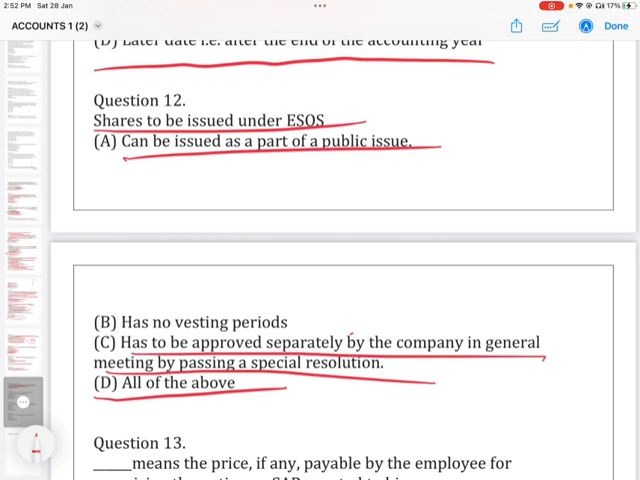 2:52 PM Sat 28 Jan
17%
ACCOUNTS 1 (2)
Done
(D) Later date i.e. after the end of the accounting year
Question 12.
Shares to be issued under ESOS
(A) Can be issued as a part of a public issue.
(B) Has no vesting periods
(C) Has to be approved separately by the company in general
meeting by passing a special resolution.
(D) All of the above
Question 13.
_____means the price, if any, payable by the employee for